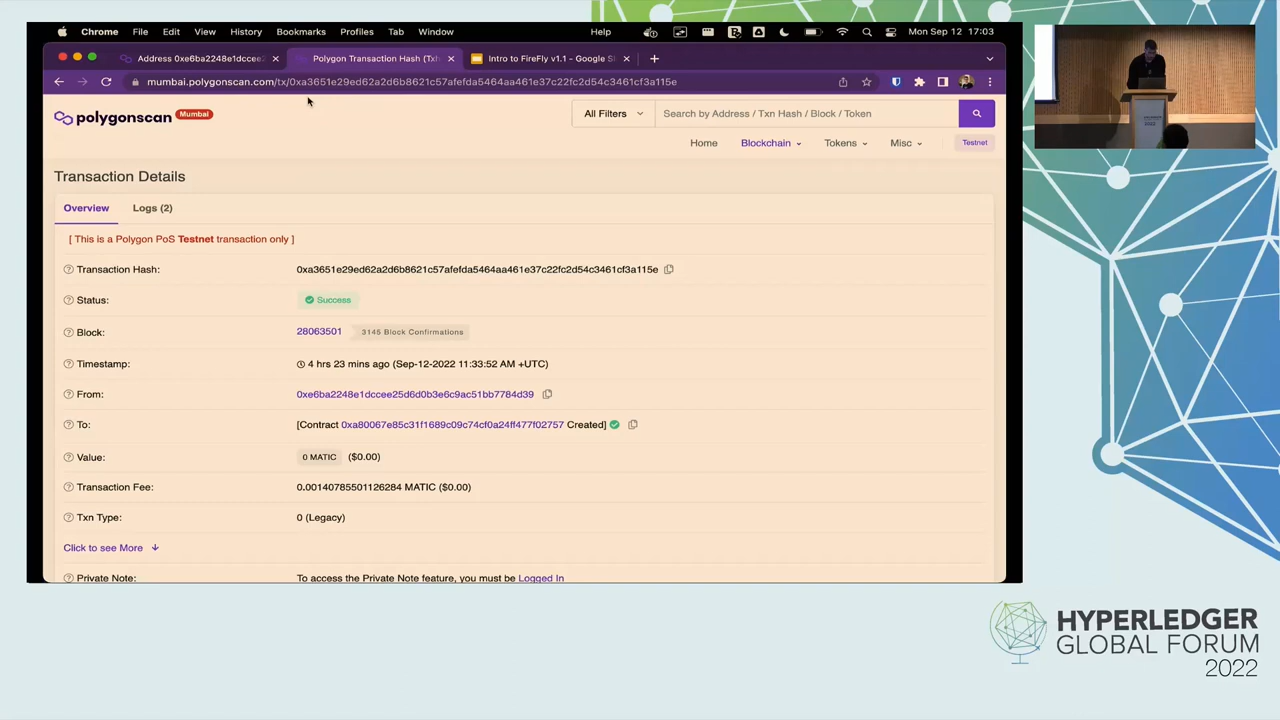 Chrome File Edit View History Bookmarks Profiles Tab Window Help Mon Sep 12 17:03
Address 0xe6ba2248e1dccee
Polygon Transaction Hash (Txh
Intro to FireFly v1.1 - Google Sl
mumbai.polygonscan.com/tx/0xa3651e29ed62a2d6b8621c57afefda5464aa461e37c22fc2d54c3461cf3a115e
polygonscan Mumbai
All Filters
Search by Address / Txn Hash / Block / Token
Home Blockchain Tokens Misc Testnet
Transaction Details
Overview Logs (2)
[ This is a Polygon PoS Testnet transaction only ]
Transaction Hash: 0xa3651e29ed62a2d6b8621c57afefda5464aa461e37c22fc2d54c3461cf3a115e
Status: Success
Block: 28063501 3145 Block Confirmations
Timestamp: 4 hrs 23 mins ago (Sep-12-2022 11:33:52 AM +UTC)
From: 0xe6ba2248e1dccee25d6d0b3e6c9ac51bb7784d39
To: [Contract 0xa80067e85c31f1689c09c74cf0a24ff477f02757 Created]
Value: 0 MATIC ($0.00)
Transaction Fee: 0.00140785501126284 MATIC ($0.00)
Txn Type: 0 (Legacy)
Click to see More
Private Note: To access the Private Note feature, you must be Logged In
HYPERLEDGER
GLOBAL FORUM
2022